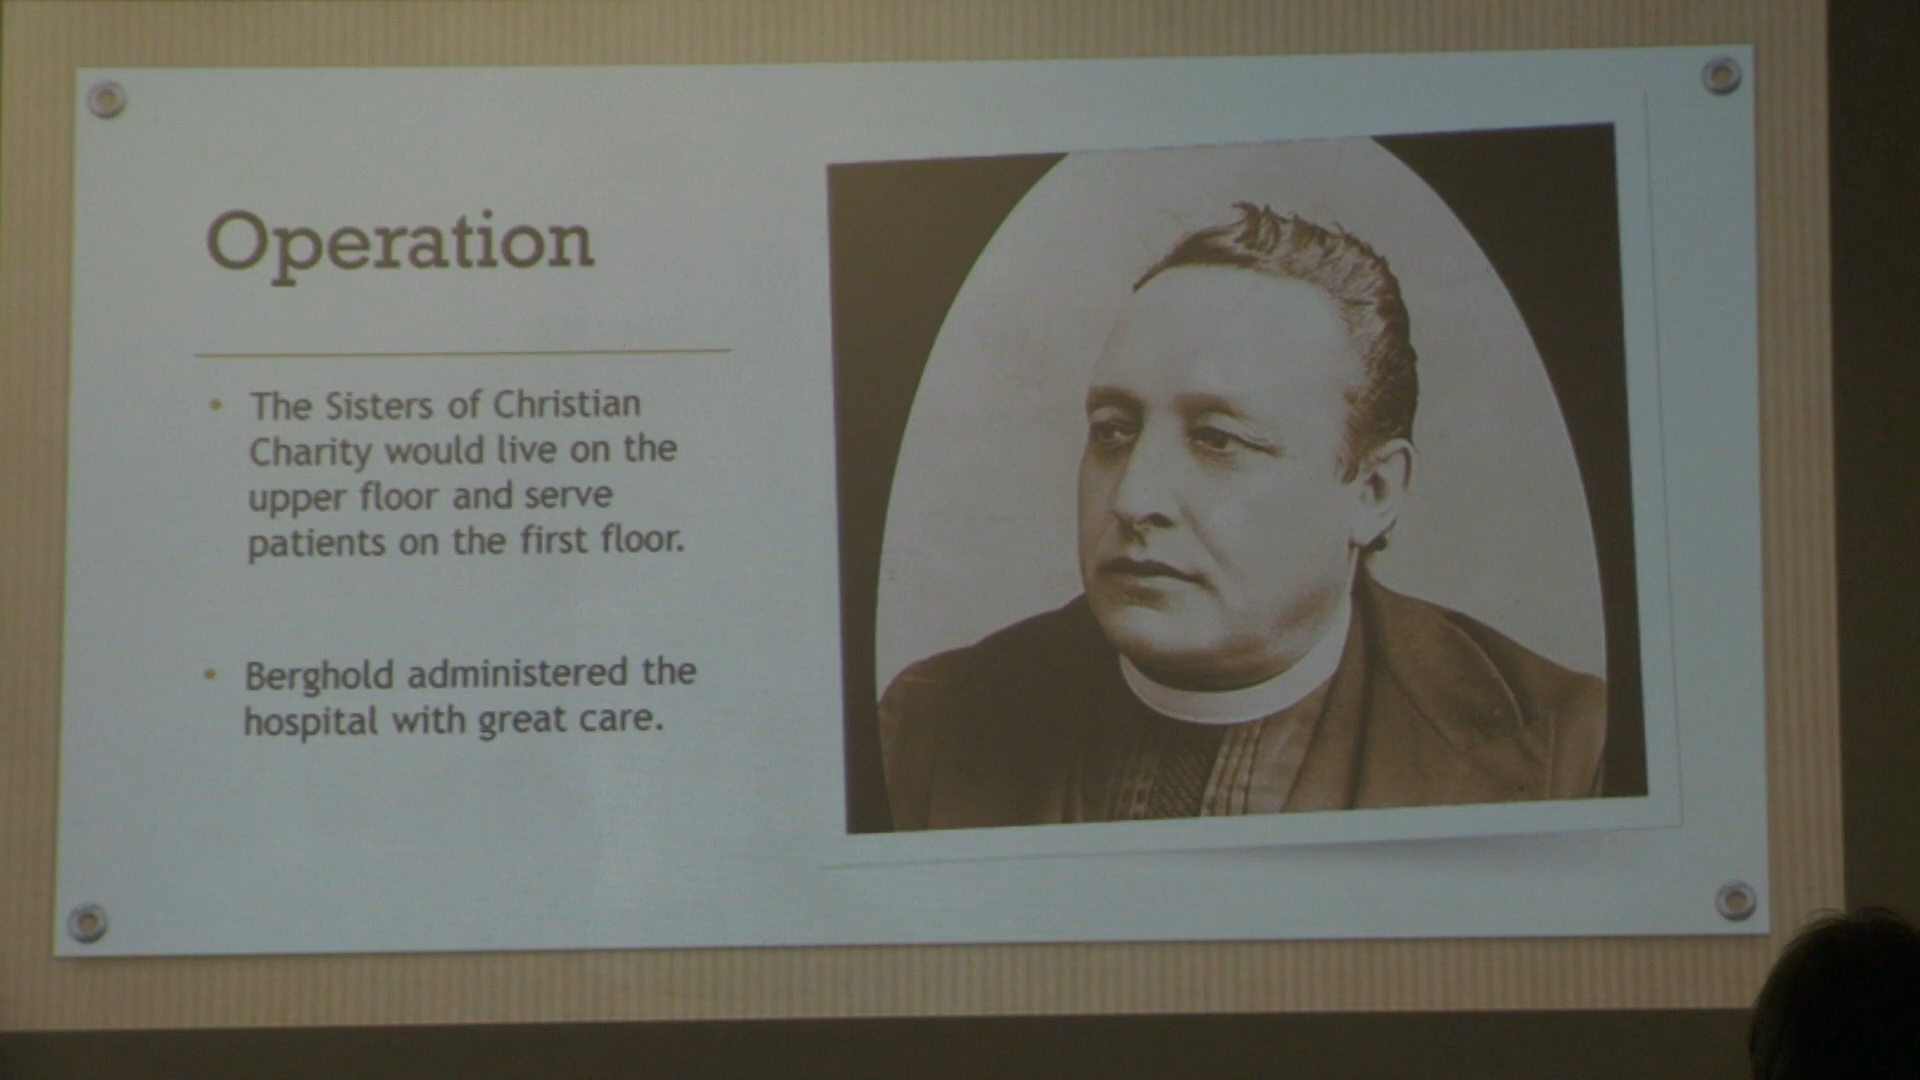 Operation
• The Sisters of Christian
Charity would live on the
upper floor and serve
patients on the first floor.
• Berghold administered the
hospital with great care.